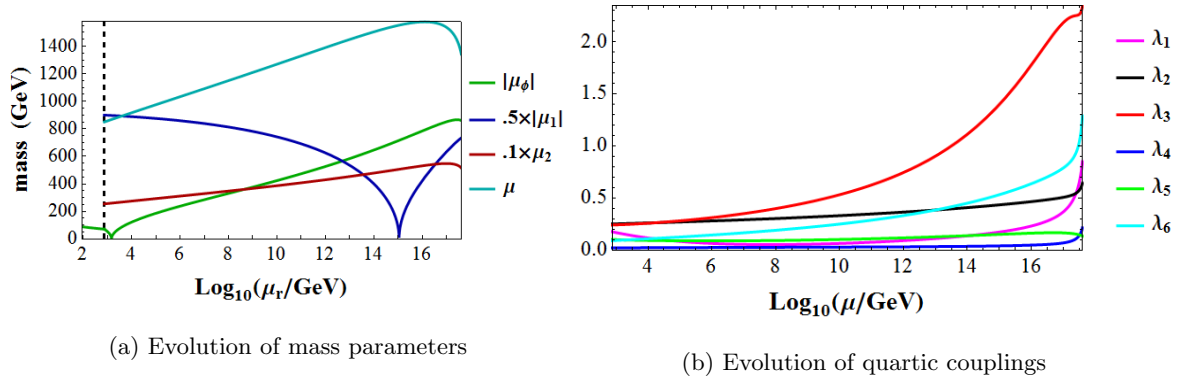 mass (GeV)
1400
1200
1000
800
600
400
200
0
2 4 6 8 10 12 14 16
Log₁₀(μᵣ/GeV)
|μ_ϕ|
.5×|μ₁|
.1×μ₂
μ
(a) Evolution of mass parameters
2.0
1.5
1.0
0.5
0.0
4 6 8 10 12 14 16
Log₁₀(μ/GeV)
λ₁
λ₂
λ₃
λ₄
λ₅
λ₆
(b) Evolution of quartic couplings